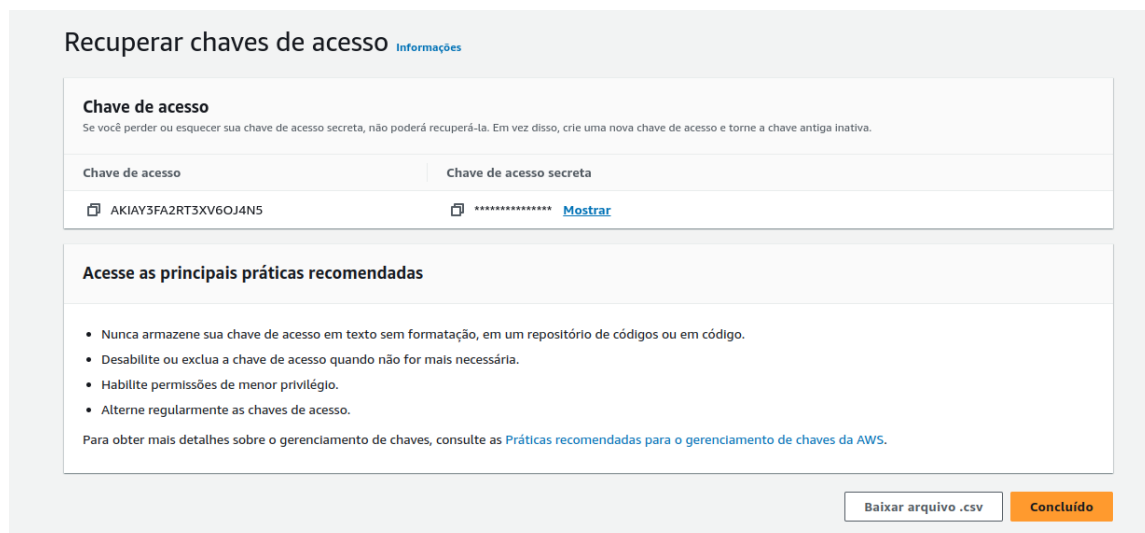 Recuperar chaves de acesso Informações
Chave de acesso
Se você perder ou esquecer sua chave de acesso secreta, não poderá recuperá-la. Em vez disso, crie uma nova chave de acesso e torne a chave antiga inativa.
Chave de acesso Chave de acesso secreta
AKIAY3FA2RT3XV6OJ4N5 *************** Mostrar
Acesse as principais práticas recomendadas
• Nunca armazene sua chave de acesso em texto sem formatação, em um repositório de códigos ou em código.
• Desabilite ou exclua a chave de acesso quando não for mais necessária.
• Habilite permissões de menor privilégio.
• Alterne regularmente as chaves de acesso.
Para obter mais detalhes sobre o gerenciamento de chaves, consulte as Práticas recomendadas para o gerenciamento de chaves da AWS.
Baixar arquivo .csv Concluído